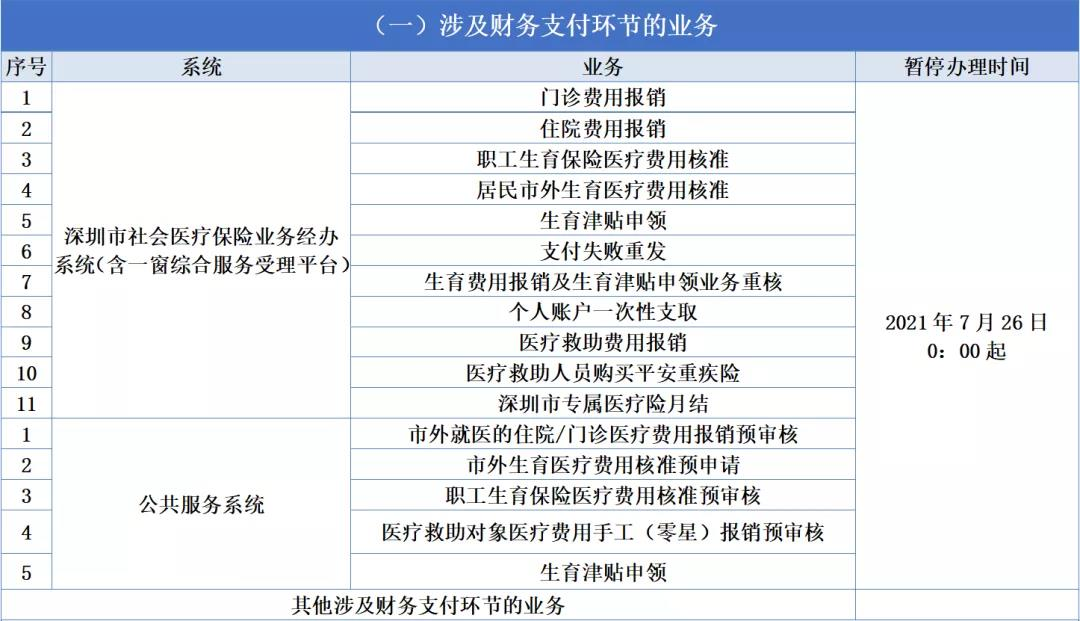 （一）涉及财务支付环节的业务
序号 系统 业务 暂停办理时间
1 门诊费用报销
2 住院费用报销
3 职工生育保险医疗费用核准
4 居民市外生育医疗费用核准
5 生育津贴申领
深圳市社会医疗保险业务经办
系统(含一窗综合服务受理平台)
6 支付失败重发
7 生育费用报销及生育津贴申领业务重核
8 个人账户一次性支取
9 医疗救助费用报销
10 医疗救助人员购买平安重疾险
11 深圳市专属医疗险月结
2021 年 7 月 26 日
0：00 起
1 市外就医的住院/门诊医疗费用报销预审核
2 市外生育医疗费用核准预申请
3 职工生育保险医疗费用核准预审核
公共服务系统
4 医疗救助对象医疗费用手工（零星）报销预审核
5 生育津贴申领
其他涉及财务支付环节的业务